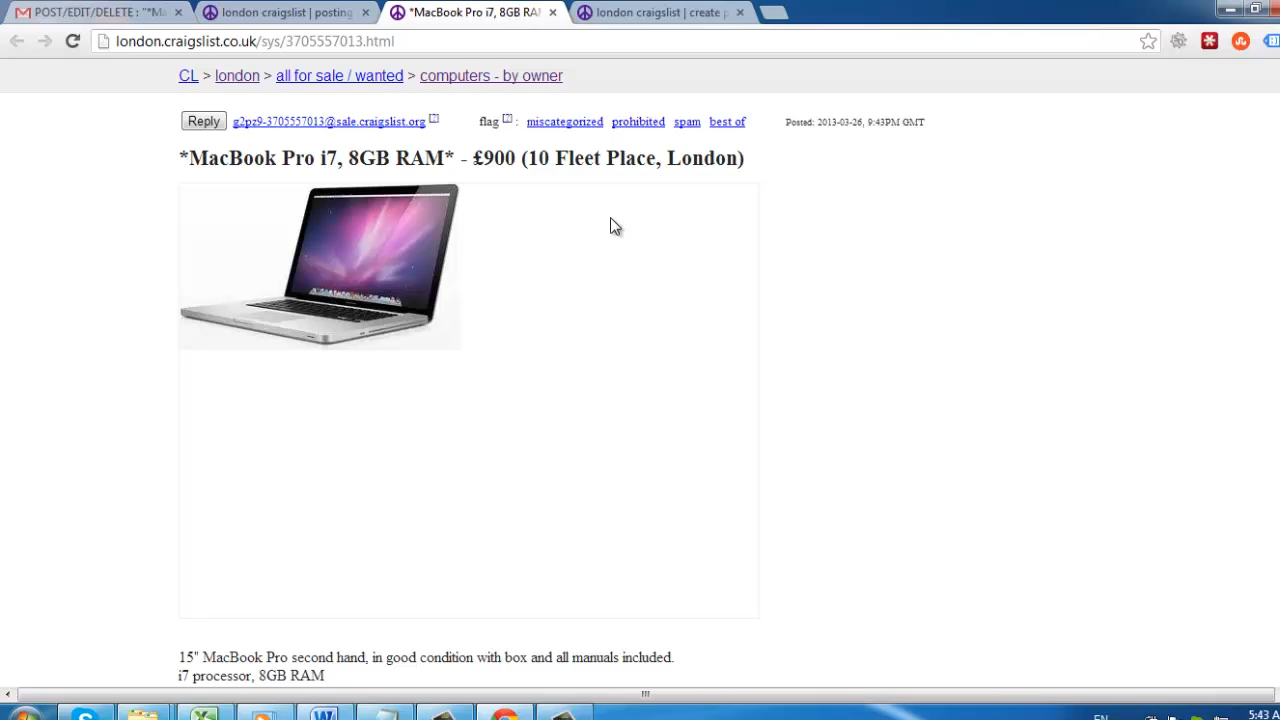 POST/EDIT/DELETE : "*M
london craigslist | posting
*MacBook Pro i7, 8GB RA
london craigslist | create p
london.craigslist.co.uk/sys/3705557013.html
CL > london > all for sale / wanted > computers - by owner
Reply g2pz9-3705557013@sale.craigslist.org [?] flag [?] : miscategorized prohibited spam best of Posted: 2013-03-26, 9:43PM GMT
*MacBook Pro i7, 8GB RAM* - £900 (10 Fleet Place, London)
15" MacBook Pro second hand, in good condition with box and all manuals included.
i7 processor, 8GB RAM
EN
5:43 A